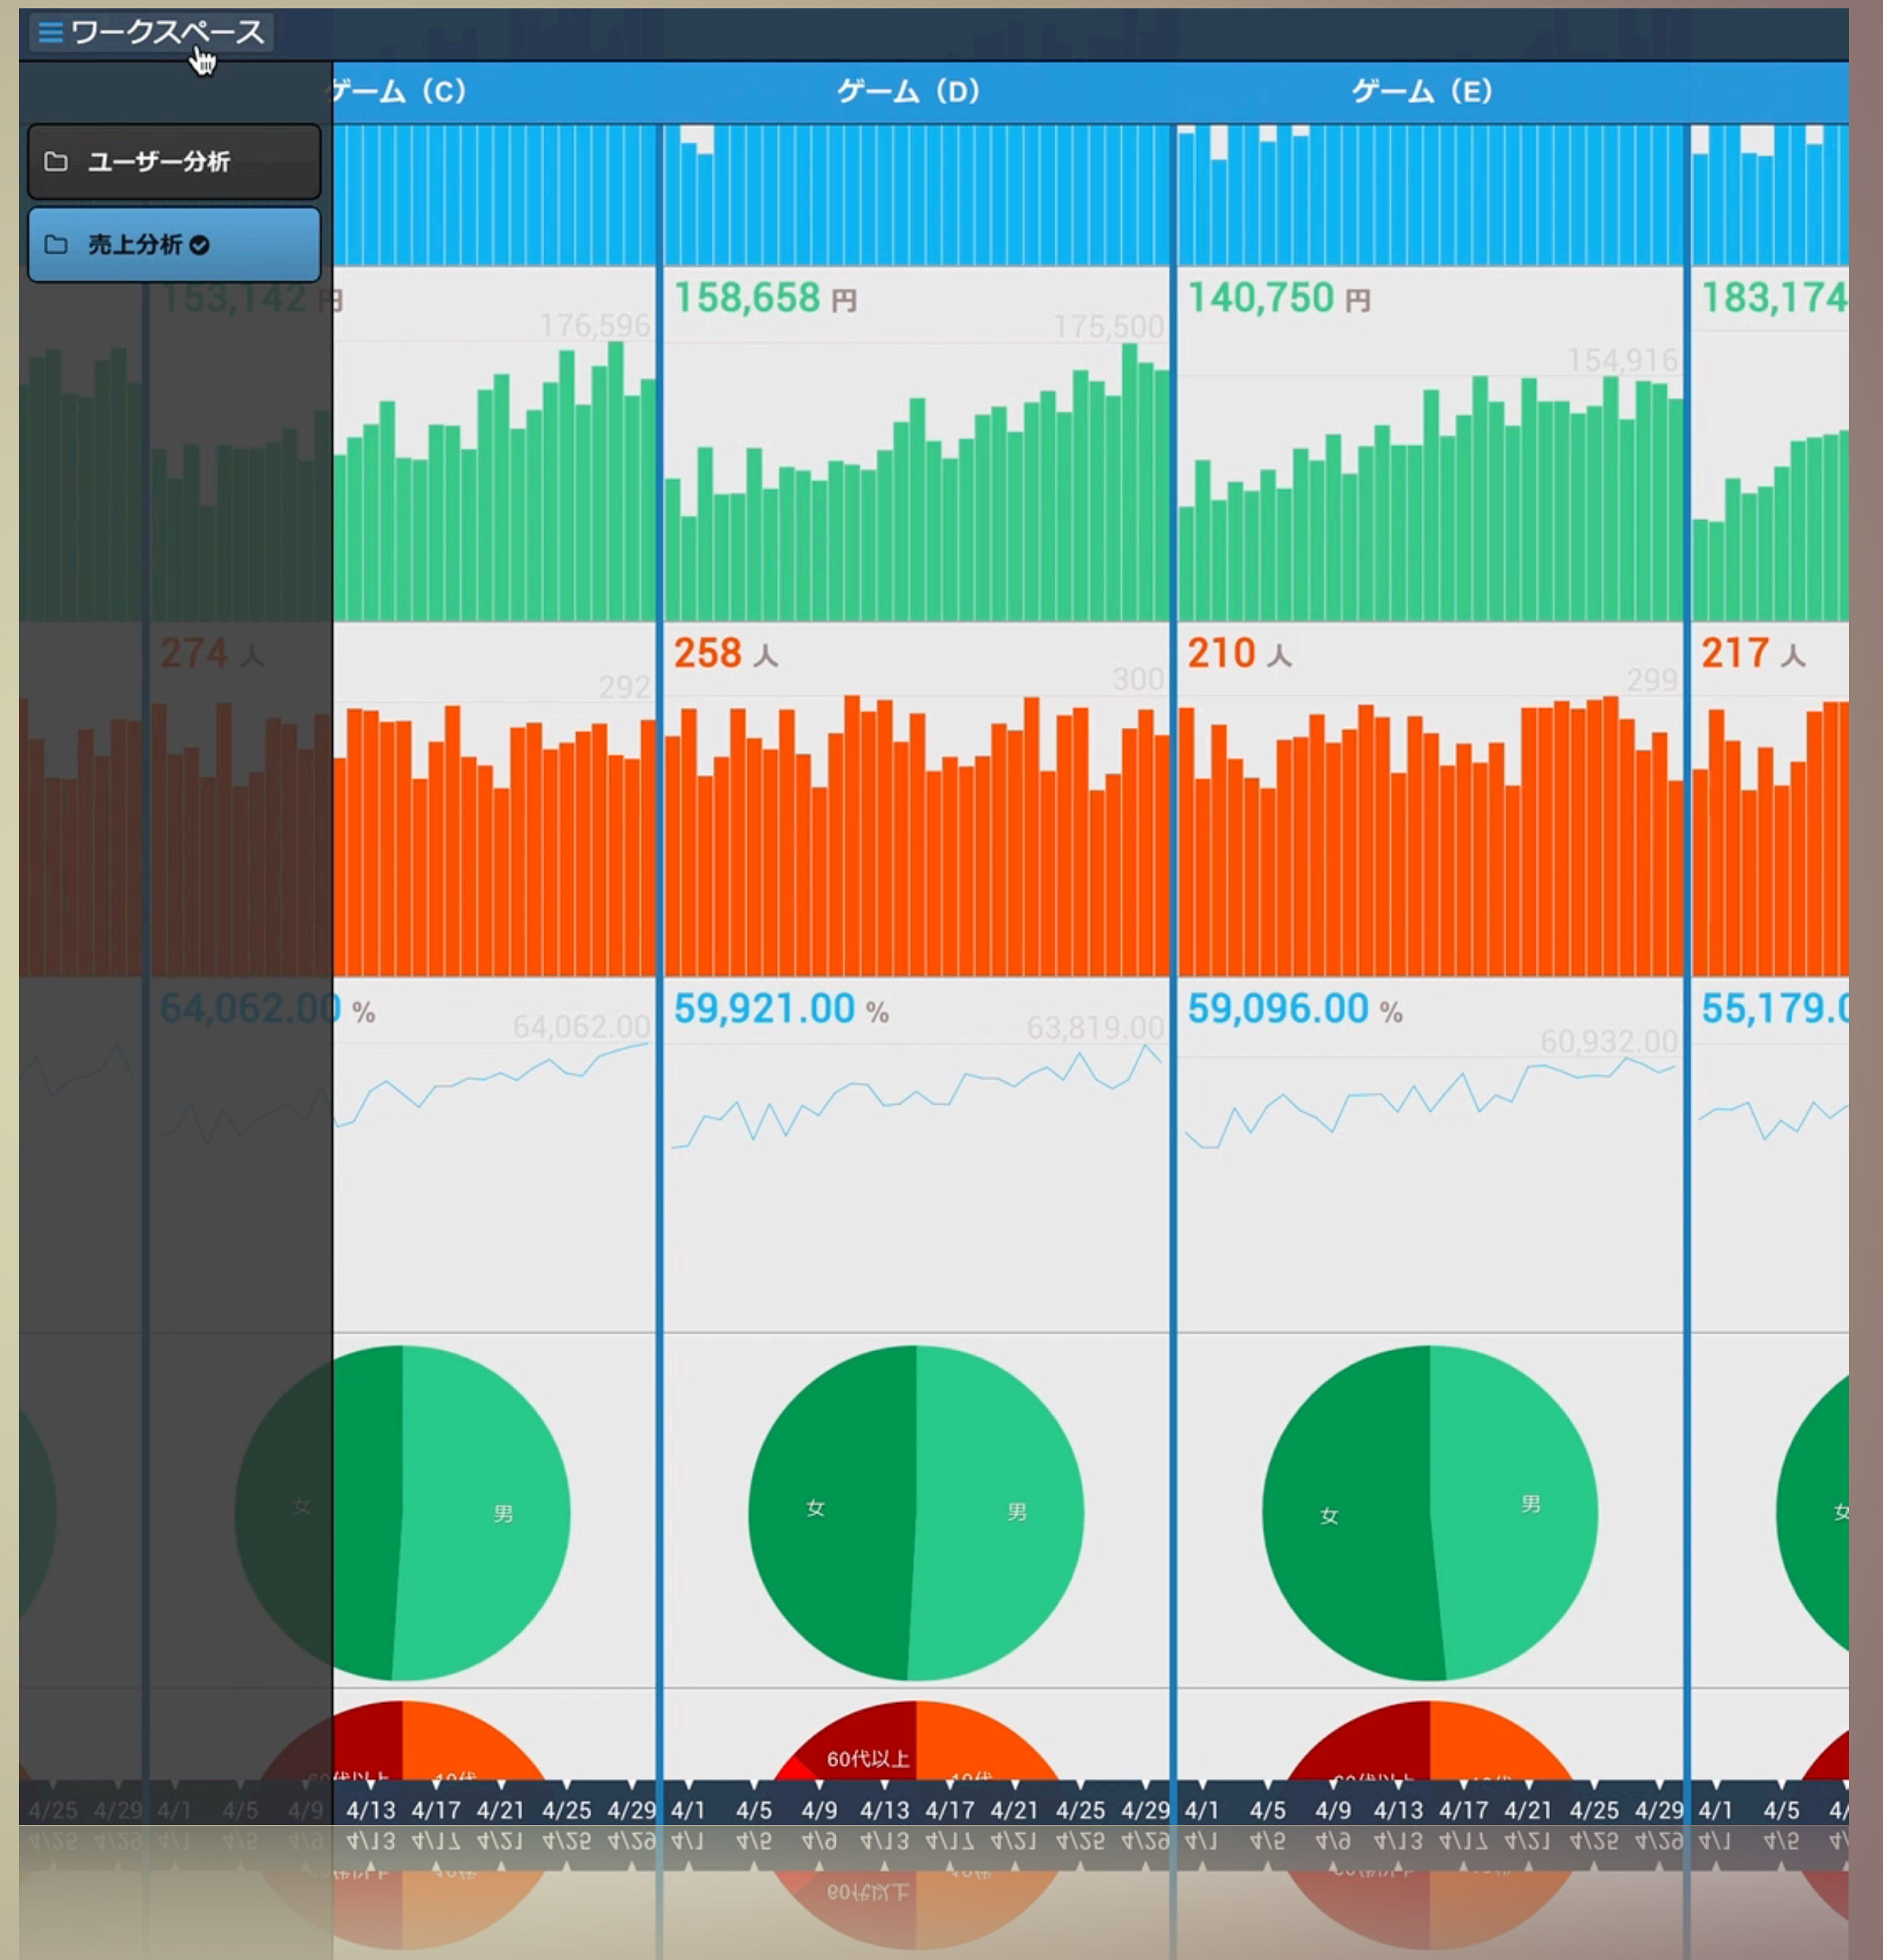 ワークスペース
ゲーム（C） ゲーム（D） ゲーム（E）
ユーザー分析
売上分析
153,142 円 158,658 円 140,750 円 183,174
176,596 175,500 154,916
274 人 258 人 210 人 217 人
292 300 299
64,062.00 % 59,921.00 % 59,096.00 % 55,179.0
64,062.00 63,819.00 60,932.00
女 男 女 男 女 男 女
60代以上
4/25 4/29 4/1 4/5 4/9 4/13 4/17 4/21 4/25 4/29 4/1 4/5 4/9 4/13 4/17 4/21 4/25 4/29 4/1 4/5 4/9 4/13 4/17 4/21 4/25 4/29 4/1 4/5 4/